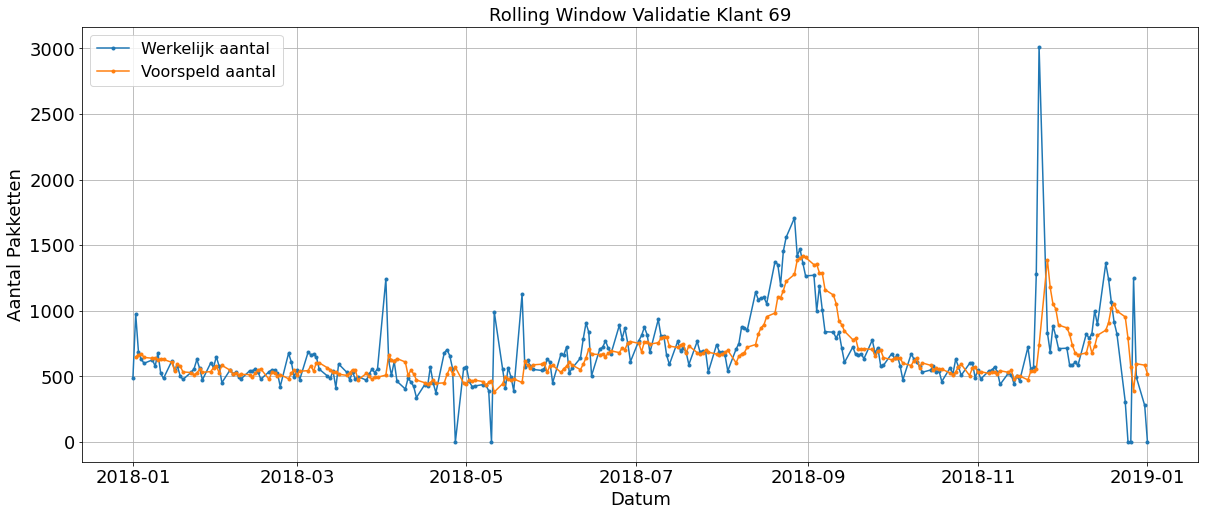 Rolling Window Validatie Klant 69
Werkelijk aantal
Voorspeld aantal
Aantal Pakketten
3000
2500
2000
1500
1000
500
0
2018-01 2018-03 2018-05 2018-07 2018-09 2018-11 2019-01
Datum